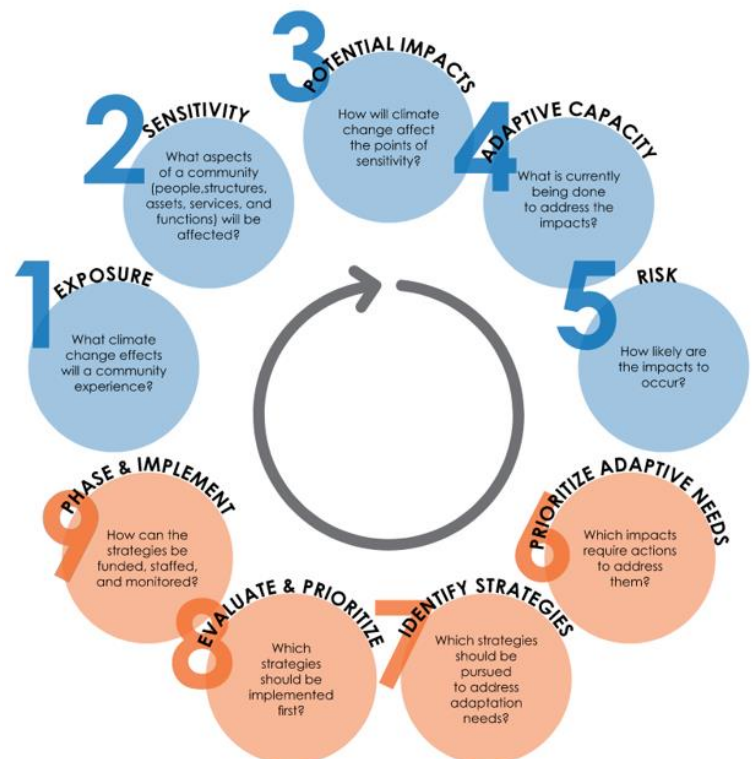 1
EXPOSURE
What climate
change effects
will a community
experience?
2
SENSITIVITY
What aspects
of a community
(people,structures,
assets, services, and
functions) will be
affected?
3
POTENTIAL IMPACTS
How will climate
change affect
the points of
sensitivity?
4
ADAPTIVE CAPACITY
What is currently
being done
to address the
impacts?
5
RISK
How likely are
the impacts to
occur?
6
PRIORITIZE ADAPTIVE NEEDS
Which impacts
require actions
to address
them?
7
IDENTIFY STRATEGIES
Which strategies
should be
pursued
to address
adaptation
needs?
8
EVALUATE & PRIORITIZE
Which
strategies
should be
implemented
first?
9
PHASE & IMPLEMENT
How can the
strategies be
funded, staffed,
and monitored?